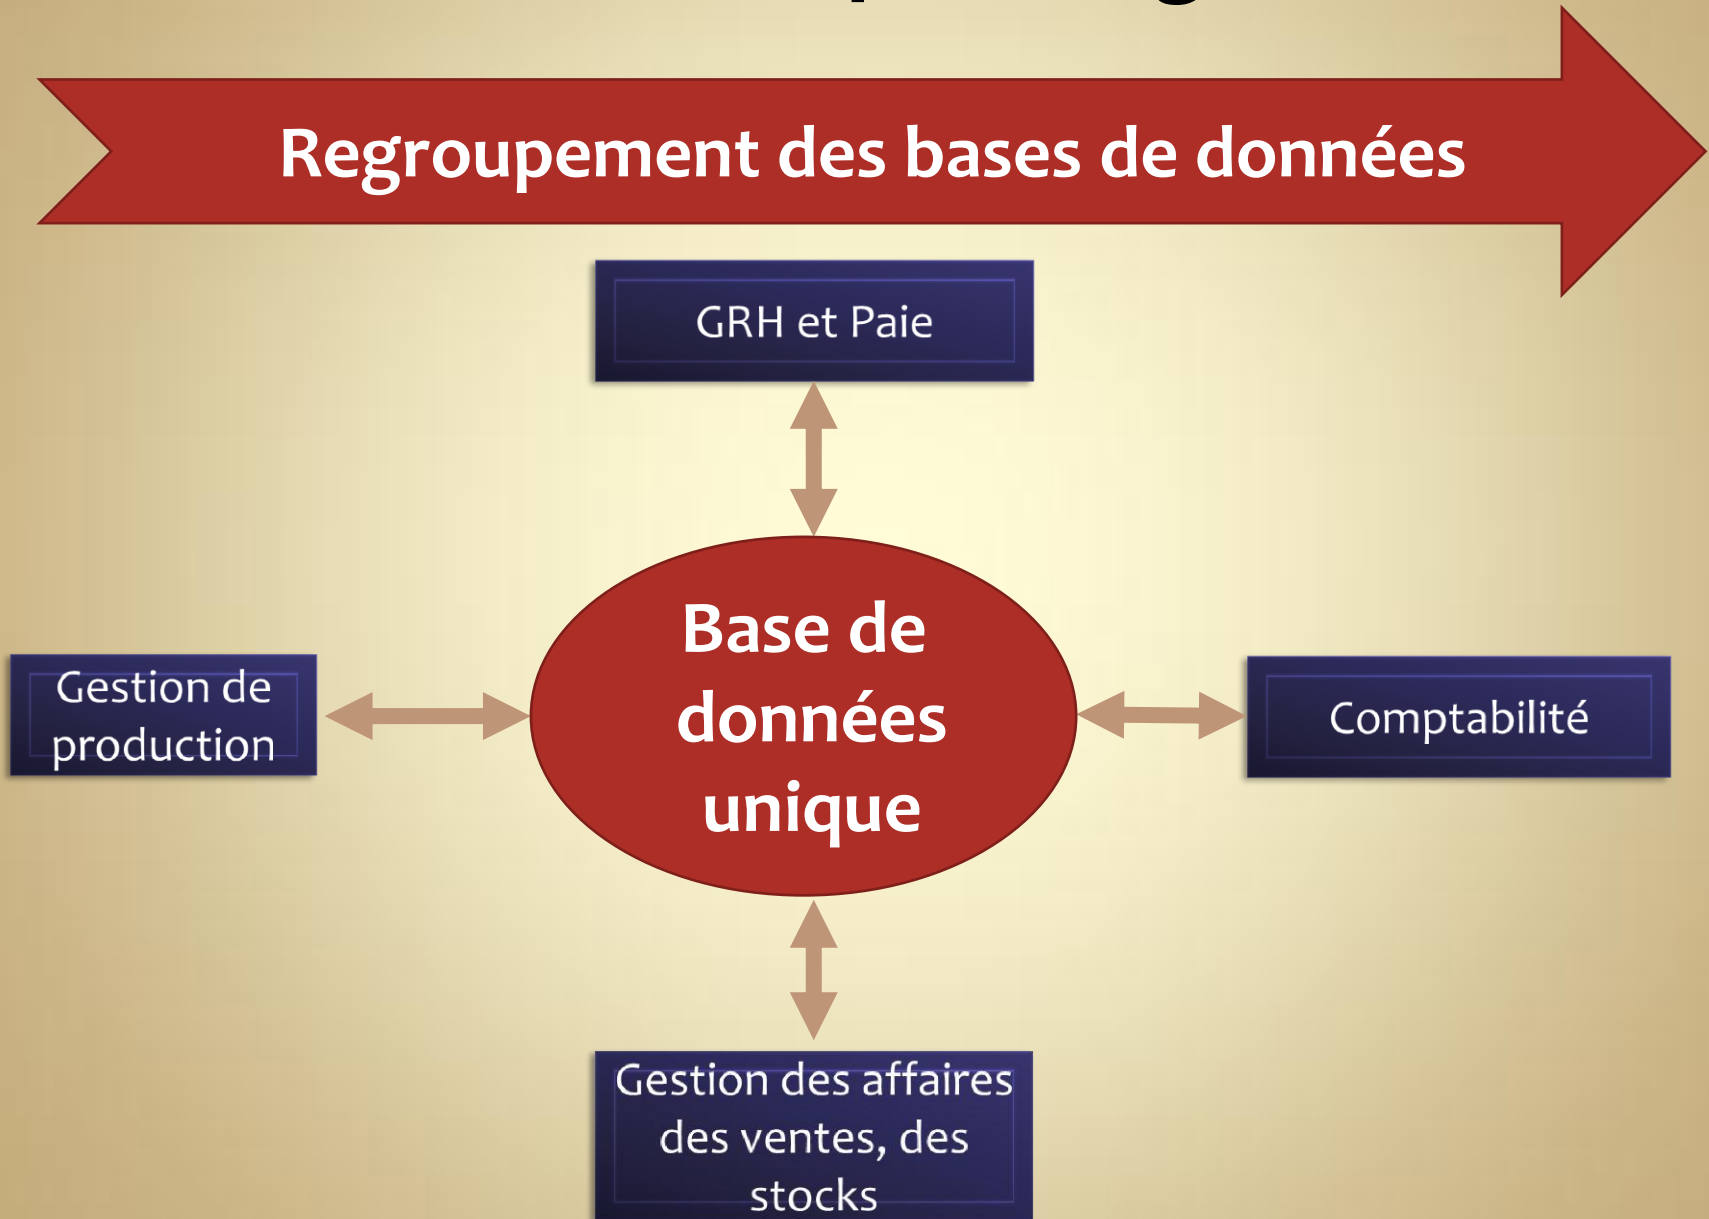 Regroupement des bases de données
GRH et Paie
Base de
données
unique
Gestion de
production
Comptabilité
Gestion des affaires
des ventes, des
stocks